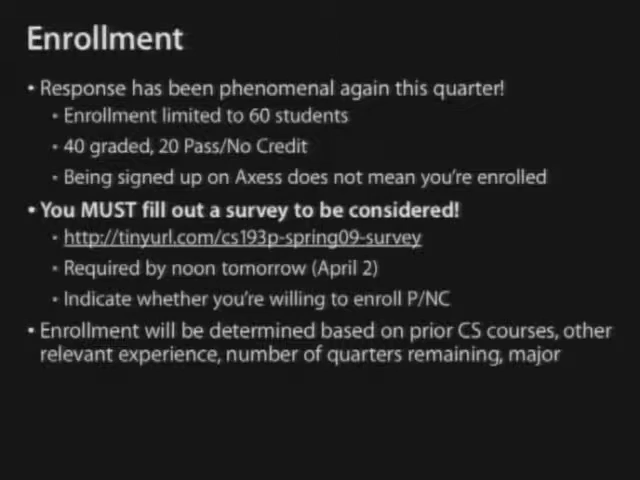 Enrollment
• Response has been phenomenal again this quarter!
• Enrollment limited to 60 students
• 40 graded, 20 Pass/No Credit
• Being signed up on Axess does not mean you're enrolled
• You MUST fill out a survey to be considered!
• http://tinyurl.com/cs193p-spring09-survey
• Required by noon tomorrow (April 2)
• Indicate whether you're willing to enroll P/NC
• Enrollment will be determined based on prior CS courses, other
relevant experience, number of quarters remaining, major